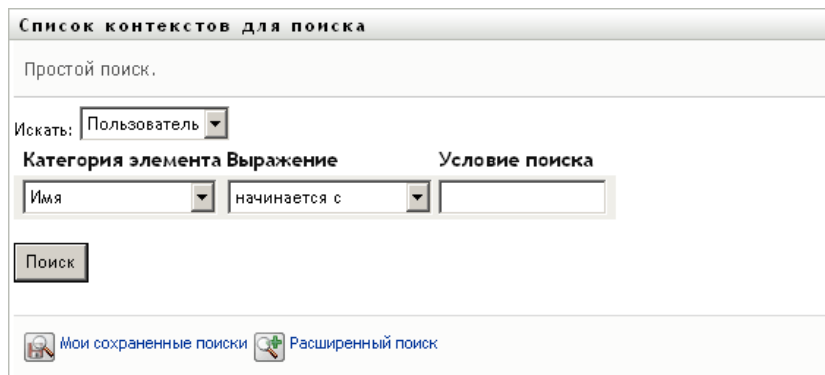 Список контекстов для поиска
Простой поиск.
Искать: Пользователь
Категория элемента Выражение Условие поиска
Имя начинается с
Поиск
Мои сохраненные поиски Расширенный поиск